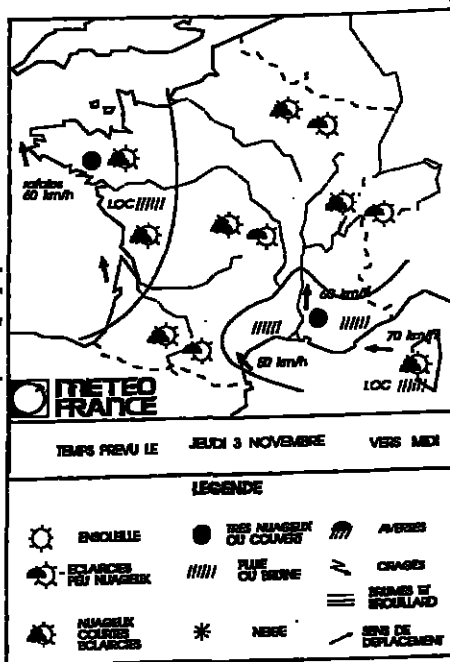 rafales
60 km/h
LOC
60 km/h
70 km/h
60 km/h
LOC
METEO
FRANCE
TEMPS PREVU LE JEUDI 3 NOVEMBRE VERS MIDI
LEGENDE
ENSOLEILLE
TRES NUAGEUX
OU COUVERT
AVERSES
ECLAIRCIES
PEU NUAGEUX
PLUIE
OU BRUINE
ORAGES
BRUMES ET
BROUILLARD
NUAGEUX
COURTES
ECLAIRCIES
NEIGE
SENS DE
DEPLACEMENT